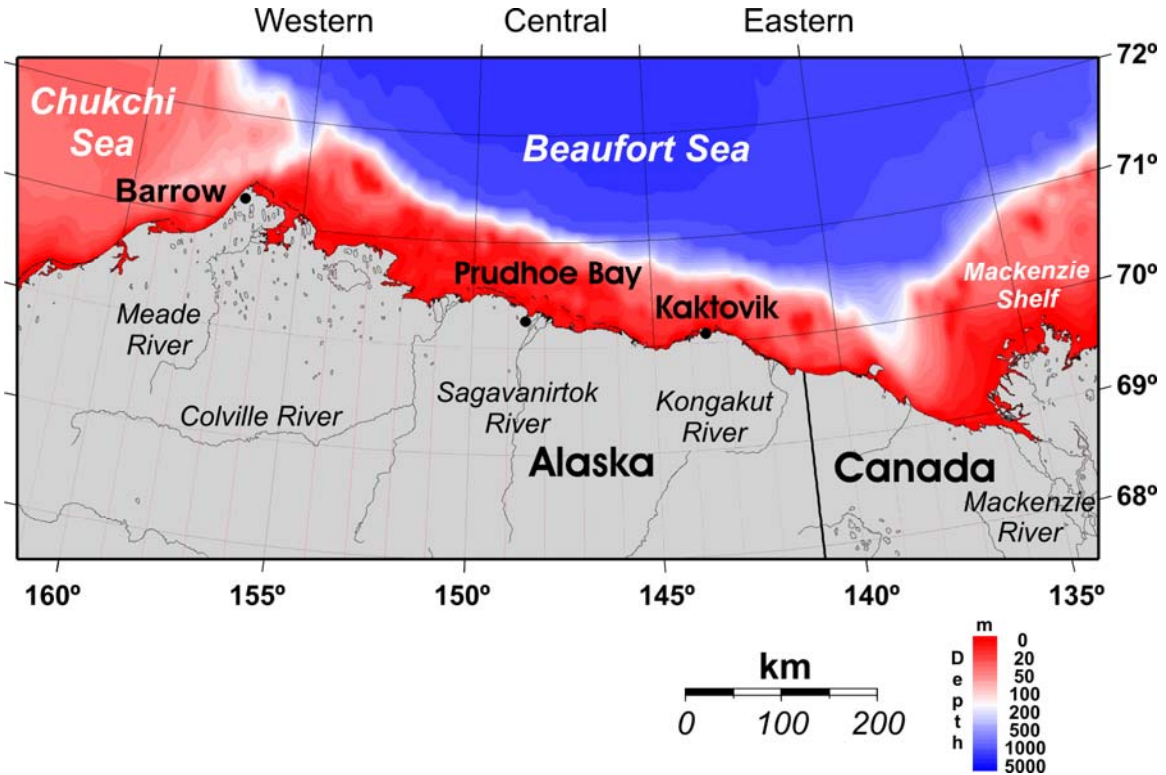 Western Central Eastern
72º
Chukchi
Sea
Beaufort Sea
71º
Barrow
Mackenzie
Shelf
70º
Prudhoe Bay
Kaktovik
Meade
River
69º
Sagavanirtok
River
Kongakut
River
Colville River
Alaska
Canada
68º
Mackenzie
River
160º 155º 150º 145º 140º 135º
km
0 100 200
m
Depth
0
20
50
100
200
500
1000
5000